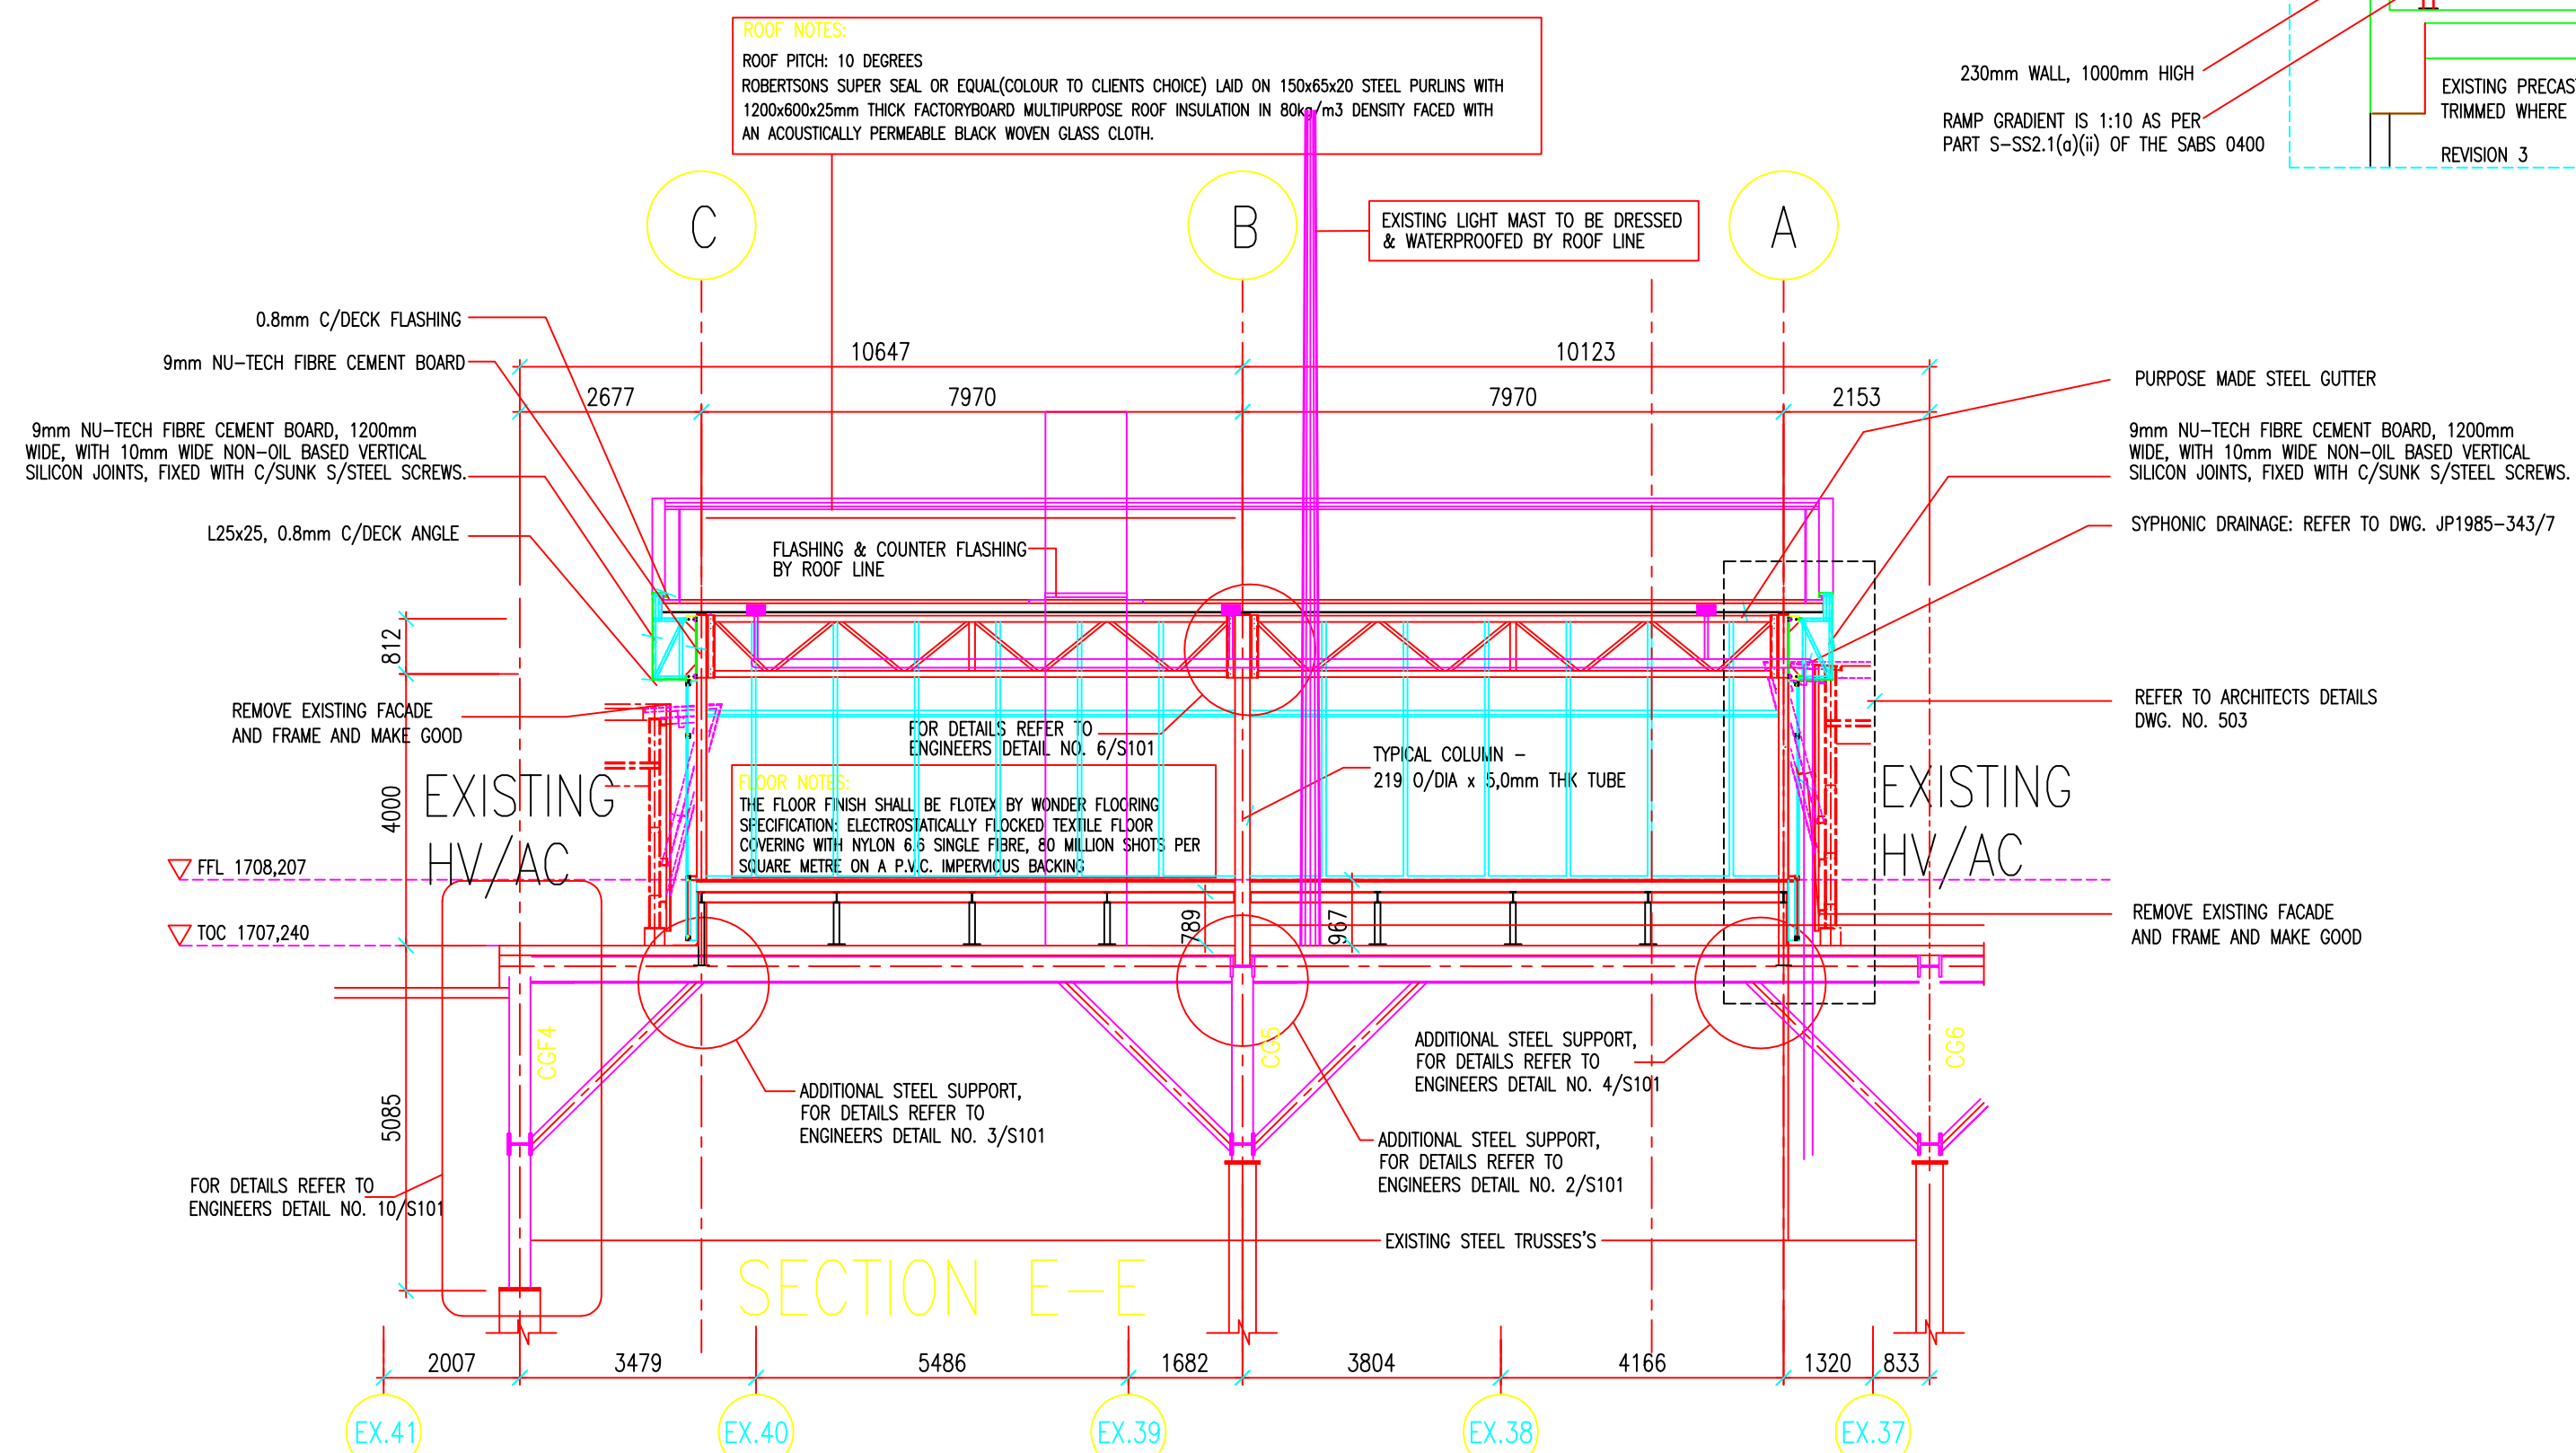 ROOF NOTES:
ROOF PITCH: 10 DEGREES
ROBERTSONS SUPER SEAL OR EQUAL(COLOUR TO CLIENTS CHOICE) LAID ON 150x65x20 STEEL PURLINS WITH
1200x600x25mm THICK FACTORYBOARD MULTIPURPOSE ROOF INSULATION IN 80kg/m3 DENSITY FACED WITH
AN ACOUSTICALLY PERMEABLE BLACK WOVEN GLASS CLOTH.
230mm WALL, 1000mm HIGH
RAMP GRADIENT IS 1:10 AS PER
PART S-SS2.1(a)(ii) OF THE SABS 0400
EXISTING PRECAS
TRIMMED WHERE
REVISION 3
C
B
A
EXISTING LIGHT MAST TO BE DRESSED
& WATERPROOFED BY ROOF LINE
0.8mm C/DECK FLASHING
9mm NU-TECH FIBRE CEMENT BOARD
9mm NU-TECH FIBRE CEMENT BOARD, 1200mm
WIDE, WITH 10mm WIDE NON-OIL BASED VERTICAL
SILICON JOINTS, FIXED WITH C/SUNK S/STEEL SCREWS.
L25x25, 0.8mm C/DECK ANGLE
10647
10123
2677
7970
7970
2153
PURPOSE MADE STEEL GUTTER
9mm NU-TECH FIBRE CEMENT BOARD, 1200mm
WIDE, WITH 10mm WIDE NON-OIL BASED VERTICAL
SILICON JOINTS, FIXED WITH C/SUNK S/STEEL SCREWS.
SYPHONIC DRAINAGE: REFER TO DWG. JP1985-343/7
FLASHING & COUNTER FLASHING
BY ROOF LINE
812
REMOVE EXISTING FACADE
AND FRAME AND MAKE GOOD
FOR DETAILS REFER TO
ENGINEERS DETAIL NO. 6/S101
TYPICAL COLUMN -
219 O/DIA x 5,0mm THK TUBE
REFER TO ARCHITECTS DETAILS
DWG. NO. 503
EXISTING
HV/AC
FLOOR NOTES:
THE FLOOR FINISH SHALL BE FLOTEX BY WONDER FLOORING
SPECIFICATION: ELECTROSTATICALLY FLOCKED TEXTILE FLOOR
COVERING WITH NYLON 6.6 SINGLE FIBRE, 80 MILLION SHOTS PER
SQUARE METRE ON A P.V.C. IMPERVIOUS BACKING
EXISTING
HV/AC
4000
FFL 1708,207
TOC 1707,240
789
967
REMOVE EXISTING FACADE
AND FRAME AND MAKE GOOD
CGF4
CG5
CG6
5085
ADDITIONAL STEEL SUPPORT,
FOR DETAILS REFER TO
ENGINEERS DETAIL NO. 3/S101
ADDITIONAL STEEL SUPPORT,
FOR DETAILS REFER TO
ENGINEERS DETAIL NO. 4/S101
ADDITIONAL STEEL SUPPORT,
FOR DETAILS REFER TO
ENGINEERS DETAIL NO. 2/S101
FOR DETAILS REFER TO
ENGINEERS DETAIL NO. 10/S101
EXISTING STEEL TRUSSES'S
SECTION E-E
2007
3479
5486
1682
3804
4166
1320
833
EX.41
EX.40
EX.39
EX.38
EX.37